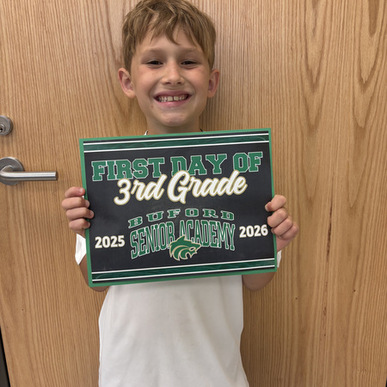 FIRST DAY OF
3rd Grade
BUFORD
2025 SENIOR ACADEMY 2026